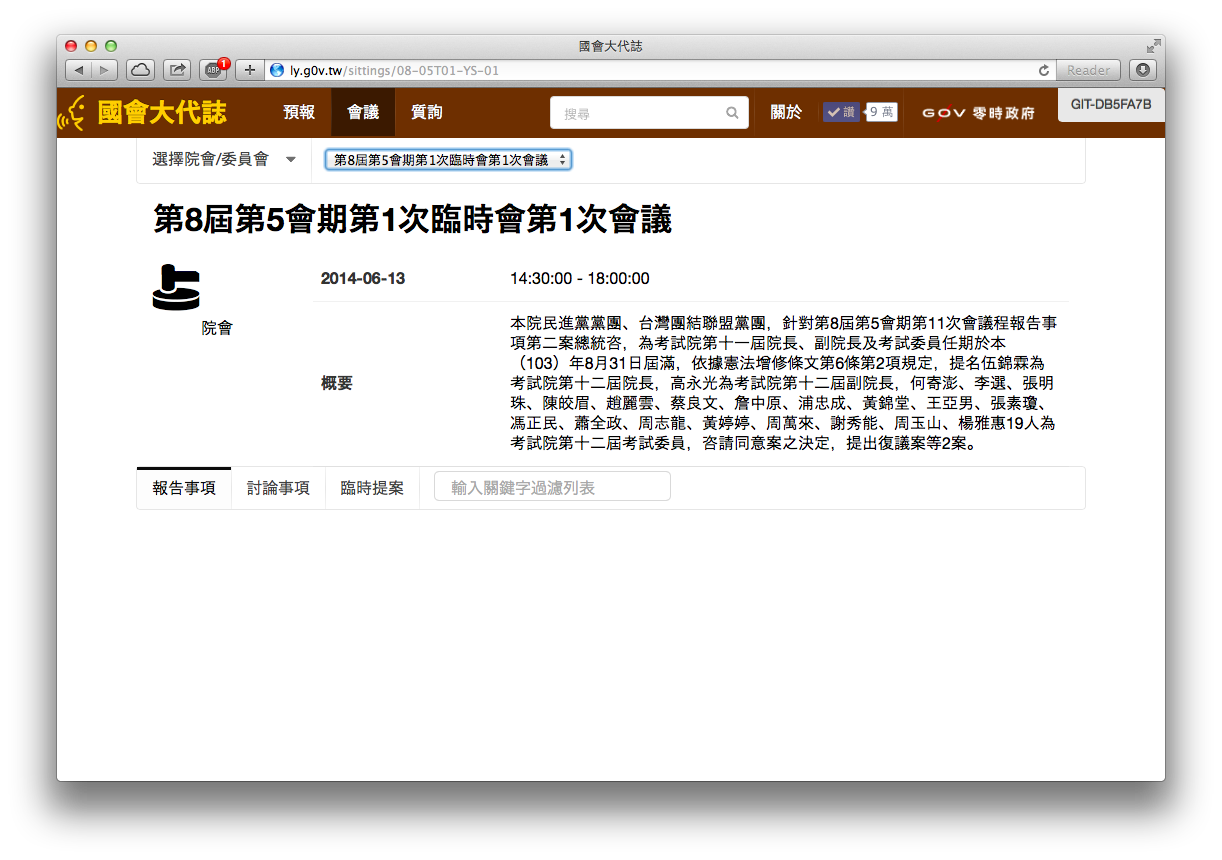 國會大代誌
ABP 1
ly.g0v.tw/sittings/08-05T01-YS-01
Reader
國會大代誌 預報 會議 質詢 搜尋 關於 讚 9 萬 G0V 零時政府 GIT-DB5FA7B
選擇院會/委員會 第8屆第5會期第1次臨時會第1次會議
第8屆第5會期第1次臨時會第1次會議
院會
2014-06-13 14:30:00 - 18:00:00
概要
本院民進黨黨團、台灣團結聯盟黨團，針對第8屆第5會期第11次會議程報告事
項第二案總統咨，為考試院第十一屆院長、副院長及考試委員任期於本
（103）年8月31日屆滿，依據憲法增修條文第6條第2項規定，提名伍錦霖為
考試院第十二屆院長，高永光為考試院第十二屆副院長，何寄澎、李選、張明
珠、陳皎眉、趙麗雲、蔡良文、詹中原、浦忠成、黃錦堂、王亞男、張素瓊、
馮正民、蕭全政、周志龍、黃婷婷、周萬來、謝秀能、周玉山、楊雅惠19人為
考試院第十二屆考試委員，咨請同意案之決定，提出復議案等2案。
報告事項 討論事項 臨時提案 輸入關鍵字過濾列表